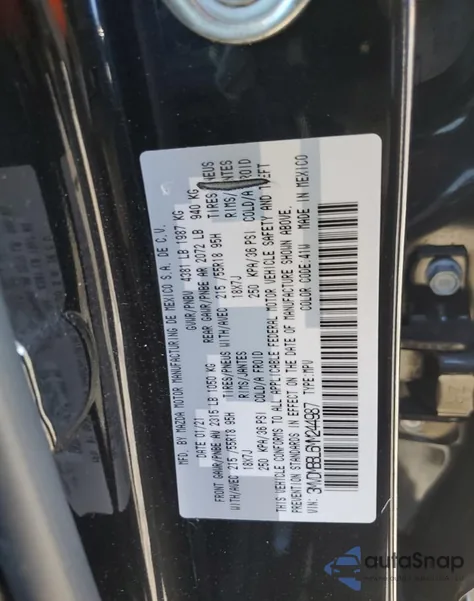 MFD. BY MAZDA MOTOR MANUFACTURING DE MEXICO S.A. DE C.V.
DATE: 01/21 GVWR/PNBV 4381 LB 1987 KG
FRONT GAWR/PNBE AV 2315 LB 1050 KG REAR GAWR/PNBE AR 2072 LB 940 KG
WITH/AVEC 215/55R18 95H TIRES/PNEUS WITH/AVEC 215/55R18 95H TIRES/PNEUS
18X7J RIMS/JANTES 18X7J RIMS/JANTES
250 KPA/36 PSI COLD/A FROID 250 KPA/36 PSI COLD/A FROID
THIS VEHICLE CONFORMS TO ALL APPLICABLE FEDERAL MOTOR VEHICLE SAFETY AND THEFT
PREVENTION STANDARDS IN EFFECT ON THE DATE OF MANUFACTURE SHOWN ABOVE.
VIN: TYPE:MPV COLOR CODE:41W MADE IN MEXICO
autoSnap